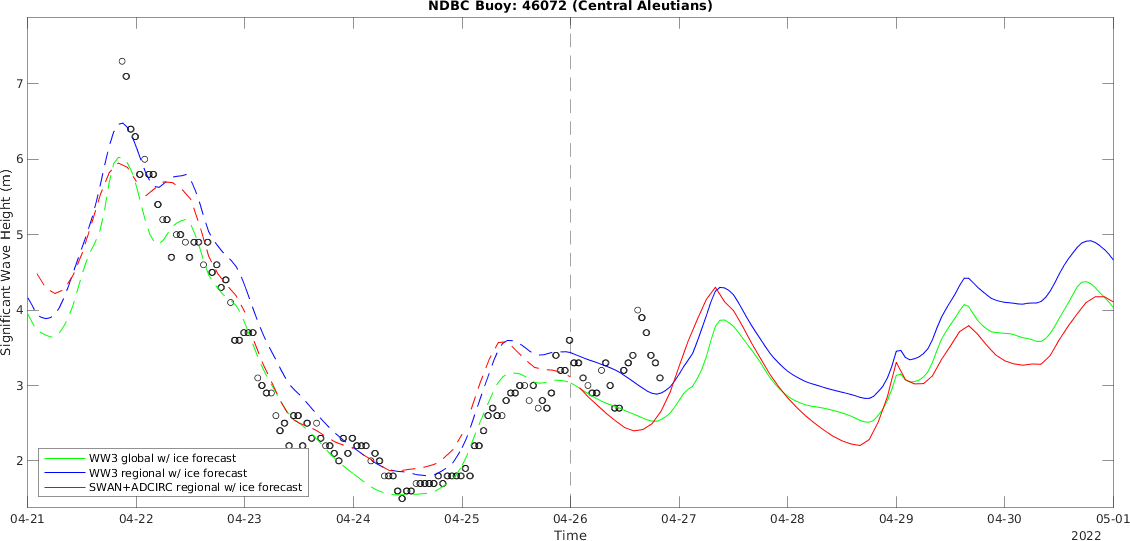 NDBC Buoy: 46072 (Central Aleutians)
Significant Wave Height (m)
7
6
5
4
3
2
WW3 global w/ ice forecast
WW3 regional w/ ice forecast
SWAN+ADCIRC regional w/ ice forecast
04-21 04-22 04-23 04-24 04-25 04-26 04-27 04-28 04-29 04-30 05-01
Time
2022